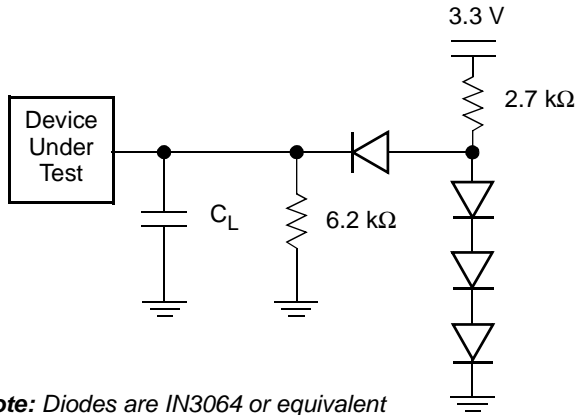 3.3 V
2.7 kΩ
Device
Under
Test
C_L
6.2 kΩ
ote: Diodes are IN3064 or equivalent